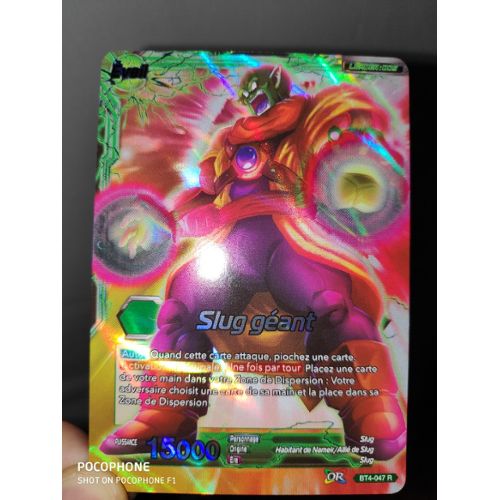 Éveil
Slug géant
Auto Quand cette carte attaque, piochez une carte.
Une fois par tour Placez une carte
de votre main dans votre Zone de Dispersion : Votre
adversaire choisit une carte de sa main et la place dans sa
Zone de Dispersion.
PUISSANCE 15000
Personnage Slug
Origine Habitant de Namek/Allié de Slug
Ère Slug
DR BT4-047 R
POCOPHONE
SHOT ON POCOPHONE F1